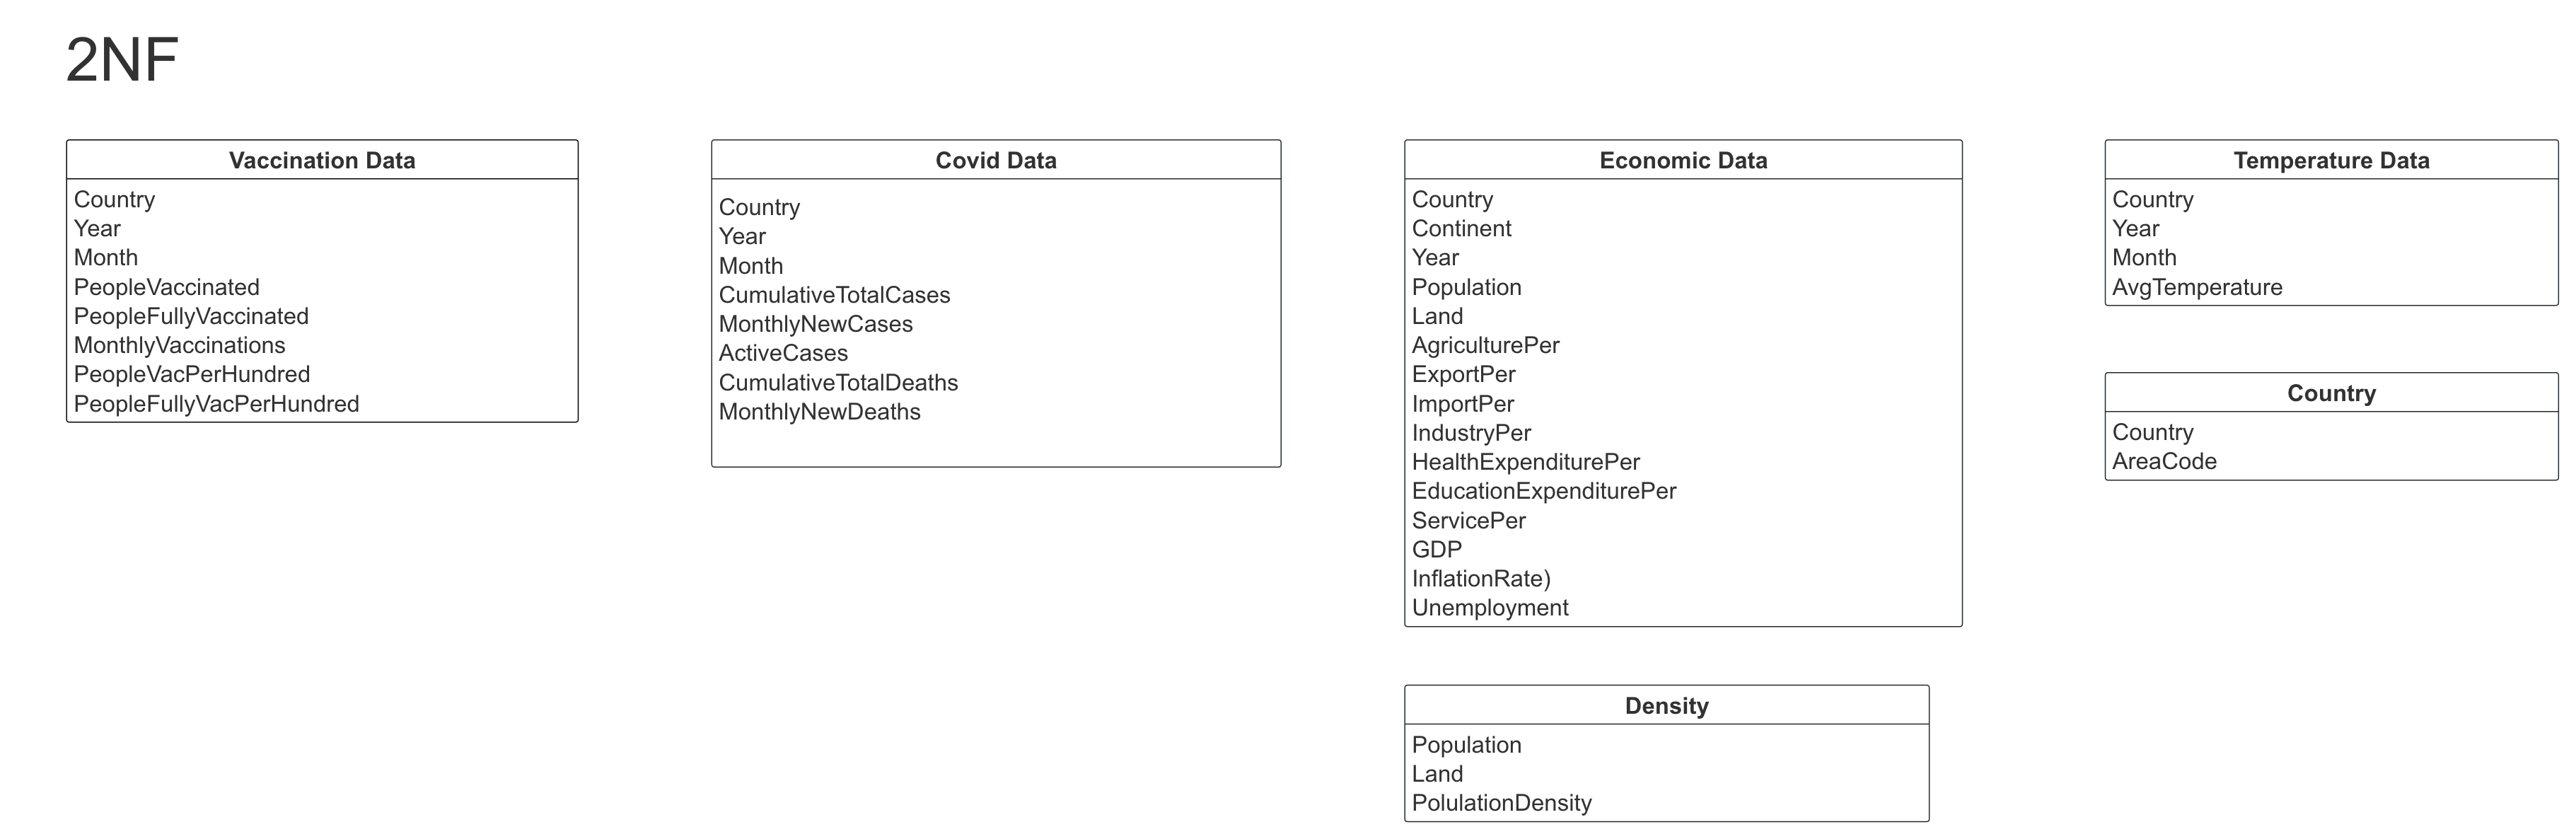 2NF
Vaccination Data
Country
Year
Month
PeopleVaccinated
PeopleFullyVaccinated
MonthlyVaccinations
PeopleVacPerHundred
PeopleFullyVacPerHundred
Covid Data
Country
Year
Month
CumulativeTotalCases
MonthlyNewCases
ActiveCases
CumulativeTotalDeaths
MonthlyNewDeaths
Economic Data
Country
Continent
Year
Population
Land
AgriculturePer
ExportPer
ImportPer
IndustryPer
HealthExpenditurePer
EducationExpenditurePer
ServicePer
GDP
InflationRate)
Unemployment
Density
Population
Land
PolulationDensity
Temperature Data
Country
Year
Month
AvgTemperature
Country
Country
AreaCode